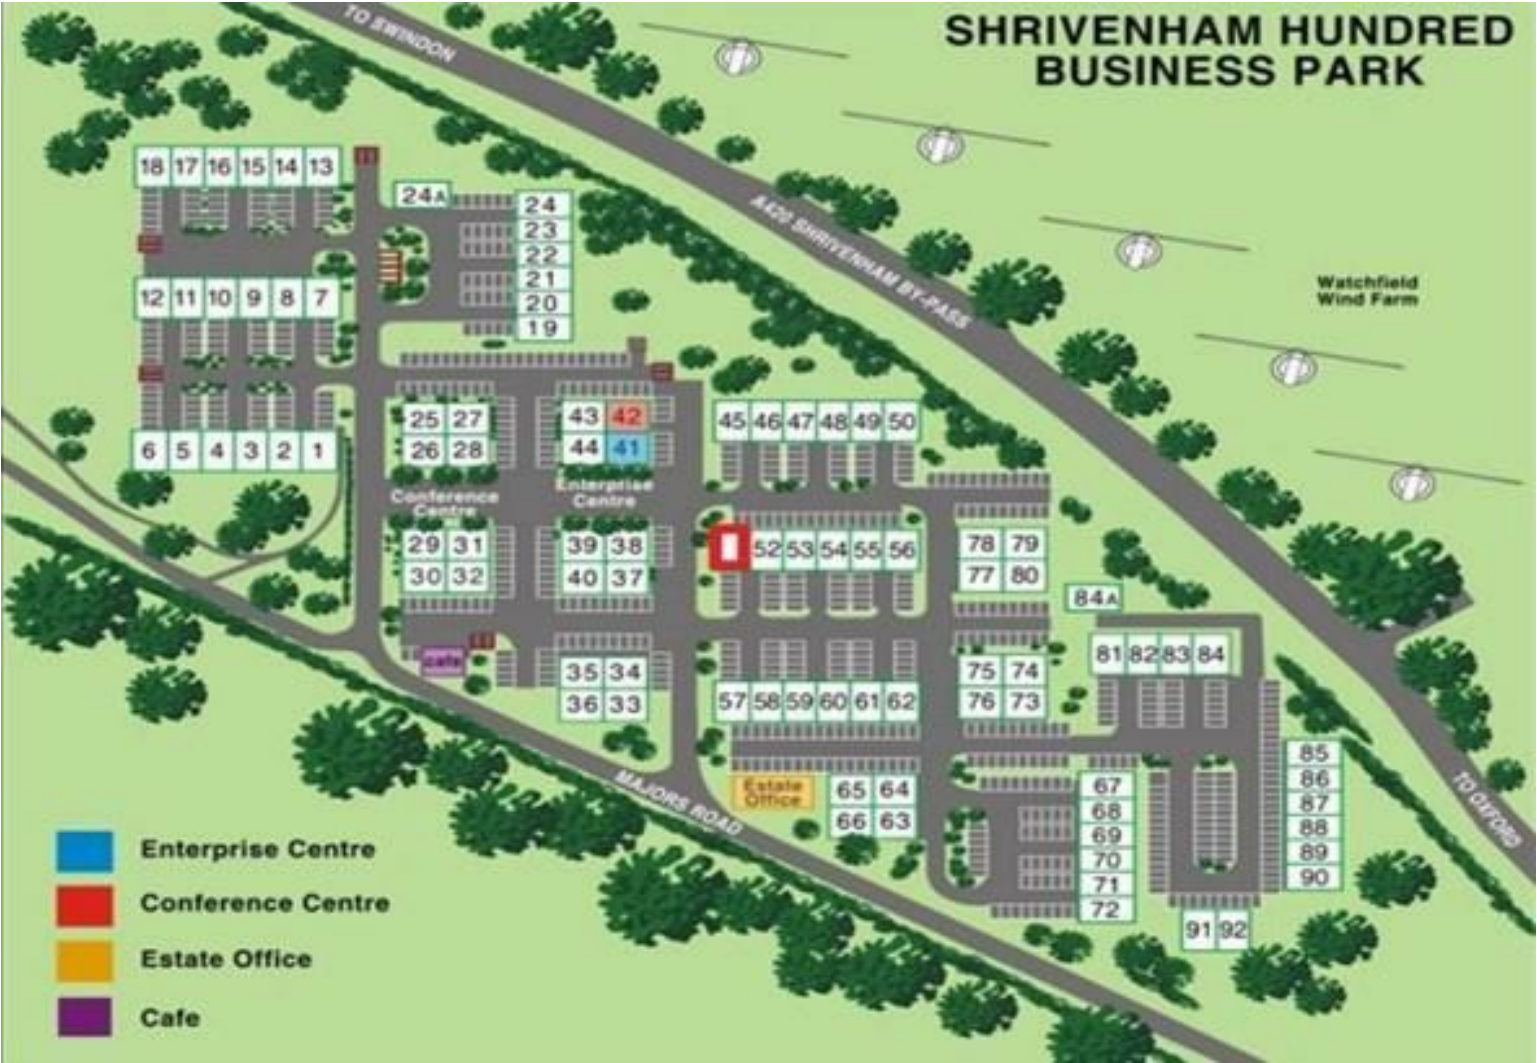 SHRIVENHAM HUNDRED
BUSINESS PARK
TO SWINDON
A420 SHRIVENHAM BY-PASS
Watchfield
Wind Farm
TO OXFORD
MAJORS ROAD
18 17 16 15 14 13
24A
24
23
22
21
20
19
12 11 10 9 8 7
6 5 4 3 2 1
25 27
26 28
Conference
Centre
43 42
44 41
Enterprise
Centre
45 46 47 48 49 50
29 31
30 32
39 38
40 37
52 53 54 55 56
78 79
77 80
84A
81 82 83 84
cafe
35 34
36 33
57 58 59 60 61 62
75 74
76 73
Estate
Office
65 64
66 63
67
68
69
70
71
72
85
86
87
88
89
90
91 92
Enterprise Centre
Conference Centre
Estate Office
Cafe